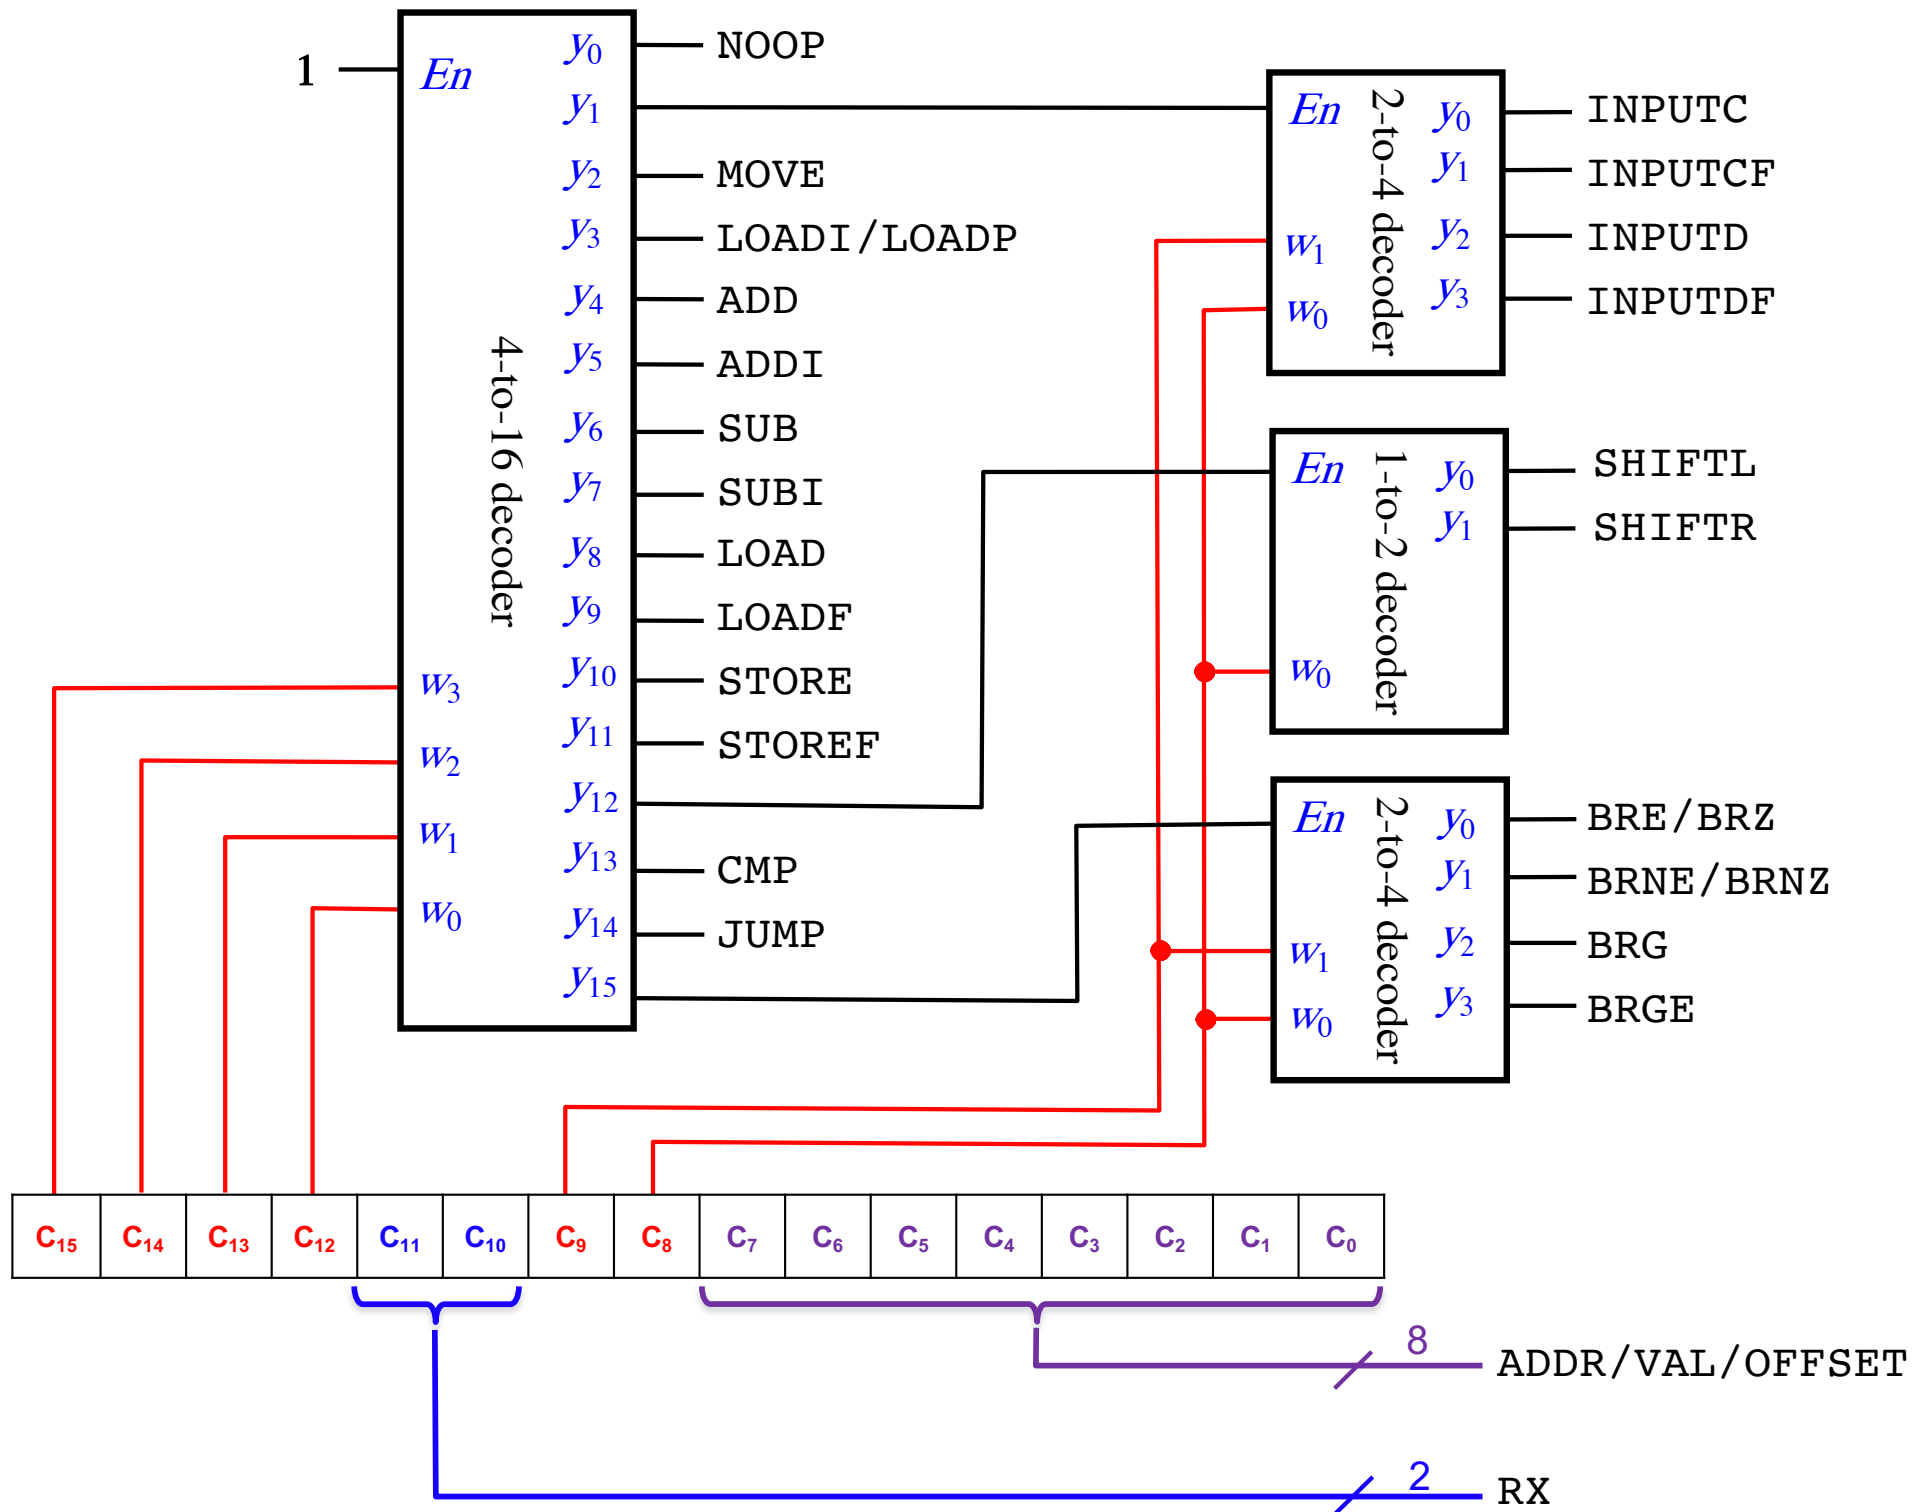 1
En
y0
NOOP
y1
y2
MOVE
y3
LOADI/LOADP
y4
ADD
y5
ADDI
y6
SUB
y7
SUBI
y8
LOAD
y9
LOADF
y10
STORE
y11
STOREF
y12
y13
CMP
y14
JUMP
y15
w3
w2
w1
w0
4-to-16 decoder
En
2-to-4 decoder
y0
INPUTC
y1
INPUTCF
w1
y2
INPUTD
w0
y3
INPUTDF
En
1-to-2 decoder
y0
SHIFTL
y1
SHIFTR
w0
En
2-to-4 decoder
y0
BRE/BRZ
y1
BRNE/BRNZ
w1
y2
BRG
w0
y3
BRGE
C15 C14 C13 C12 C11 C10 C9 C8 C7 C6 C5 C4 C3 C2 C1 C0
8
ADDR/VAL/OFFSET
2
RX